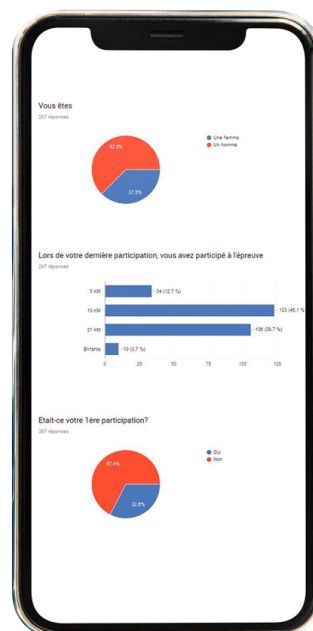 Vous êtes
267 réponses
Une femme
Un homme
62,5%
37,5%
Lors de votre dernière participation, vous avez participé à l'épreuve
267 réponses
5 KM
34 (12,7 %)
10 KM
123 (46,1 %
21 KM
106 (39,7 %)
Enfants
10 (3,7 %)
0 25 50 75 100 125
Etait-ce votre 1ère participation?
267 réponses
Oui
Non
67,4%
32,6%